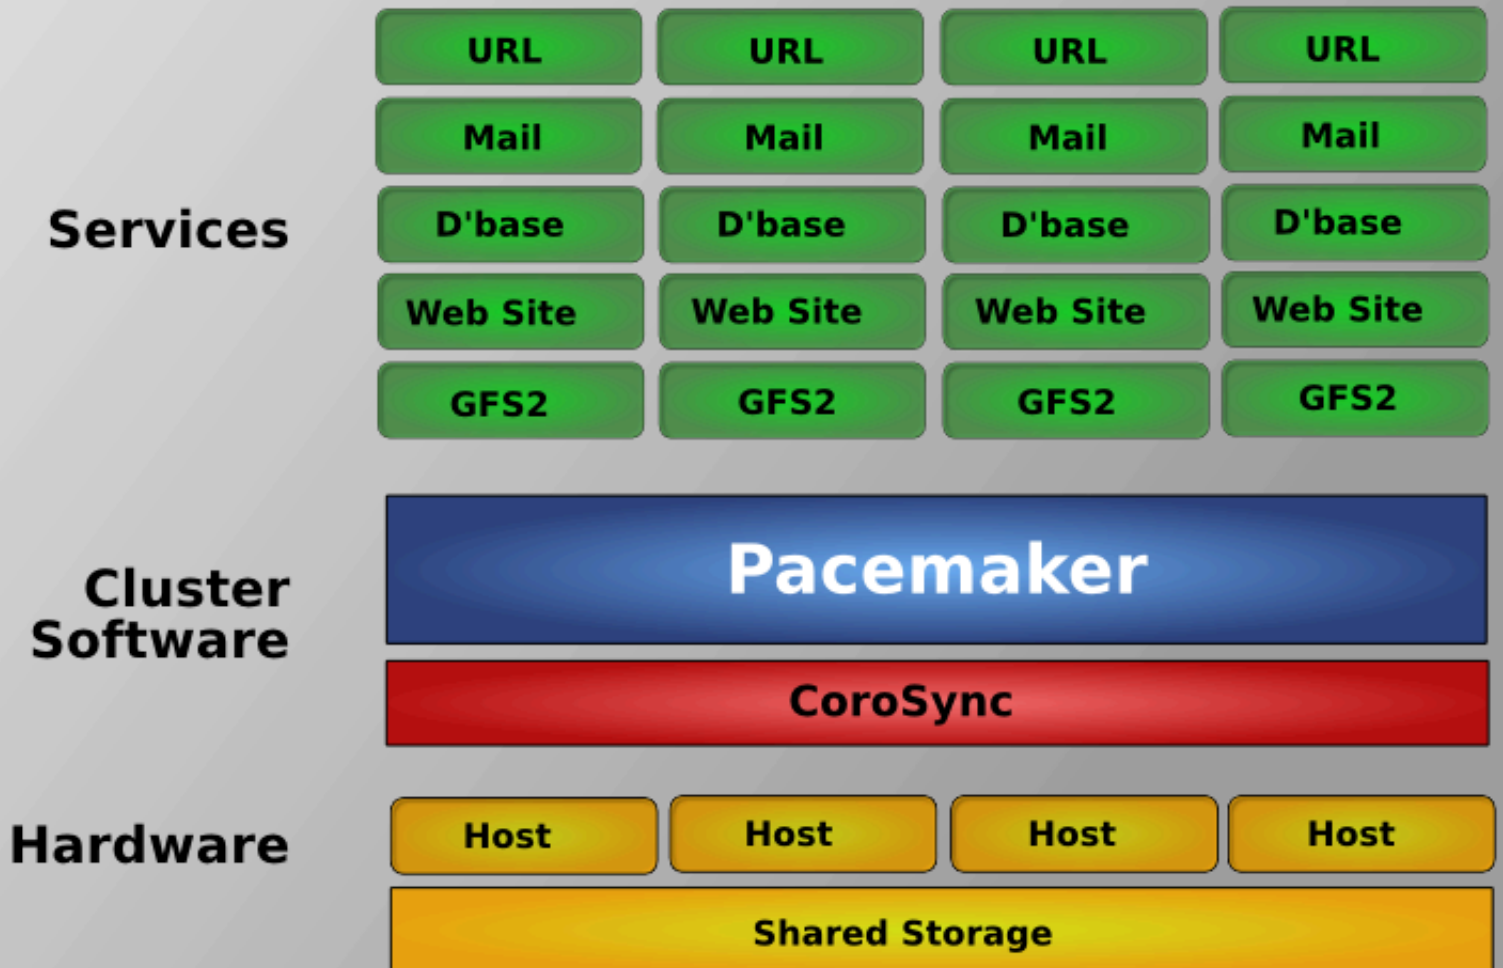 URL URL URL URL
Mail Mail Mail Mail
Services
D'base D'base D'base D'base
Web Site Web Site Web Site Web Site
GFS2 GFS2 GFS2 GFS2
Cluster
Software
Pacemaker
CoroSync
Hardware
Host Host Host Host
Shared Storage